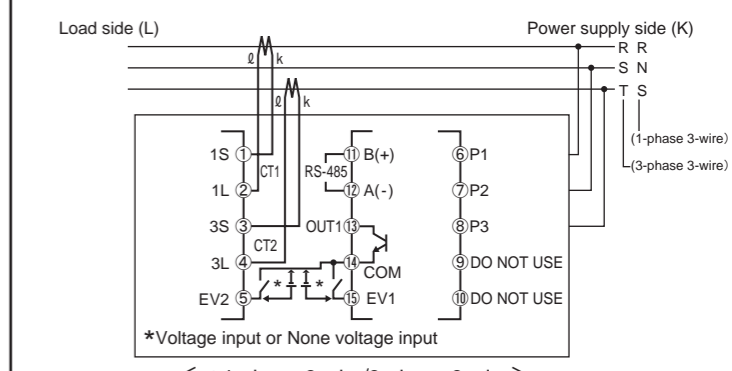 Load side (L)
Power supply side (K)
ℓ k
R R
S N
ℓ k
T S
(1-phase 3-wire)
(3-phase 3-wire)
1S ① CT1 RS-485 ⑪ B(+) ⑥ P1
1L ② ⑫ A(-) ⑦ P2
3S ③ OUT1 ⑬ ⑧ P3
CT2
3L ④ ⑭ COM ⑨ DO NOT USE
EV2 ⑤ * * ⑮ EV1 ⑩ DO NOT USE
*Voltage input or None voltage input